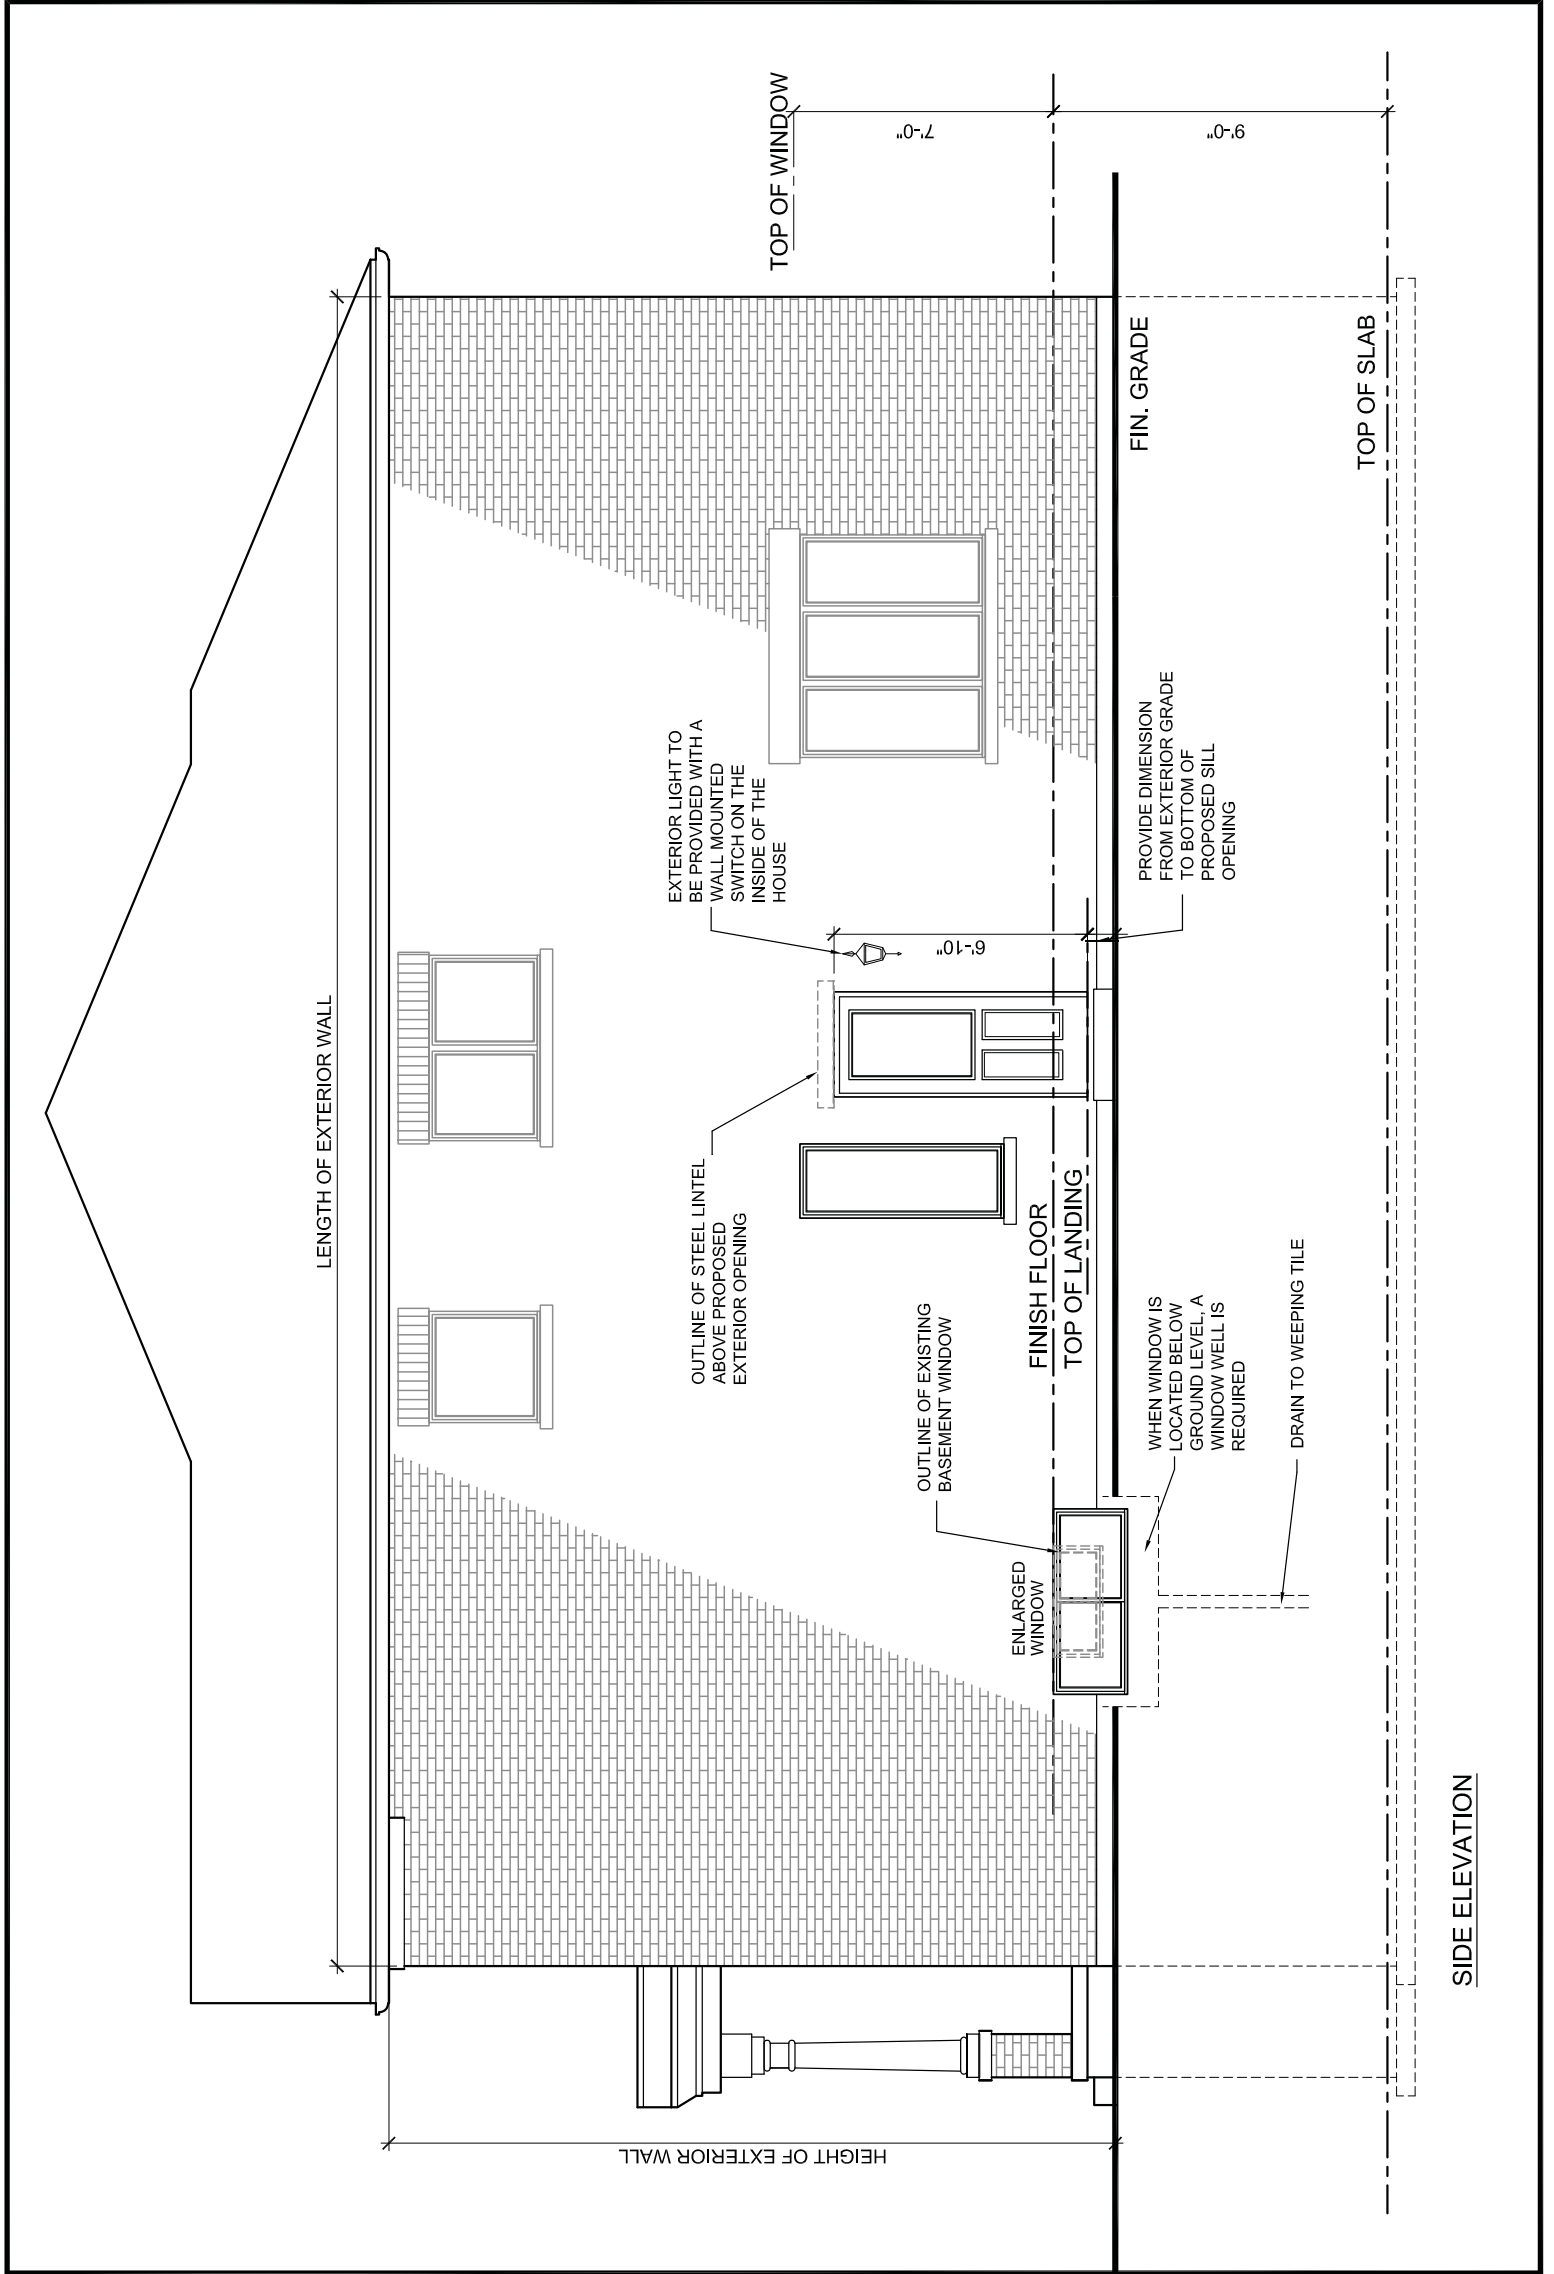 LENGTH OF EXTERIOR WALL
HEIGHT OF EXTERIOR WALL
TOP OF WINDOW
7'-0"
9'-0"
EXTERIOR LIGHT TO
BE PROVIDED WITH A
WALL MOUNTED
SWITCH ON THE
INSIDE OF THE
HOUSE
6'-10"
OUTLINE OF STEEL LINTEL
ABOVE PROPOSED
EXTERIOR OPENING
OUTLINE OF EXISTING
BASEMENT WINDOW
ENLARGED
WINDOW
FINISH FLOOR
TOP OF LANDING
FIN. GRADE
PROVIDE DIMENSION
FROM EXTERIOR GRADE
TO BOTTOM OF
PROPOSED SILL
OPENING
WHEN WINDOW IS
LOCATED BELOW
GROUND LEVEL, A
WINDOW WELL IS
REQUIRED
DRAIN TO WEEPING TILE
TOP OF SLAB
SIDE ELEVATION